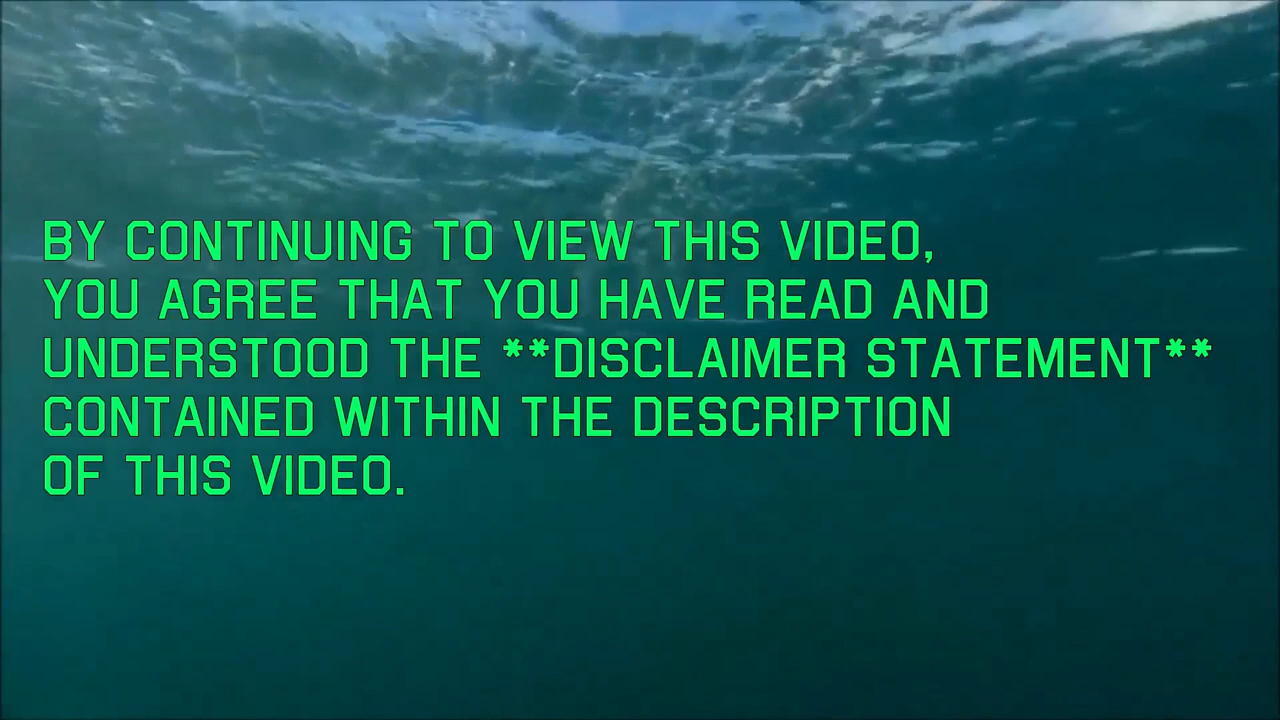 BY CONTINUING TO VIEW THIS VIDEO,
YOU AGREE THAT YOU HAVE READ AND
UNDERSTOOD THE **DISCLAIMER STATEMENT**
CONTAINED WITHIN THE DESCRIPTION
OF THIS VIDEO.